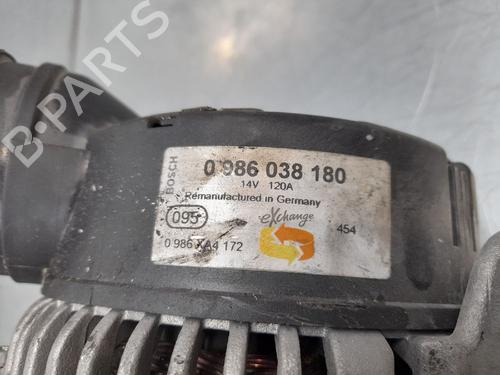 B-PARTS
BOSCH
0 986 038 180
14V 120A
Remanufactured in Germany
095
eXchange
454
0 986 XA4 172